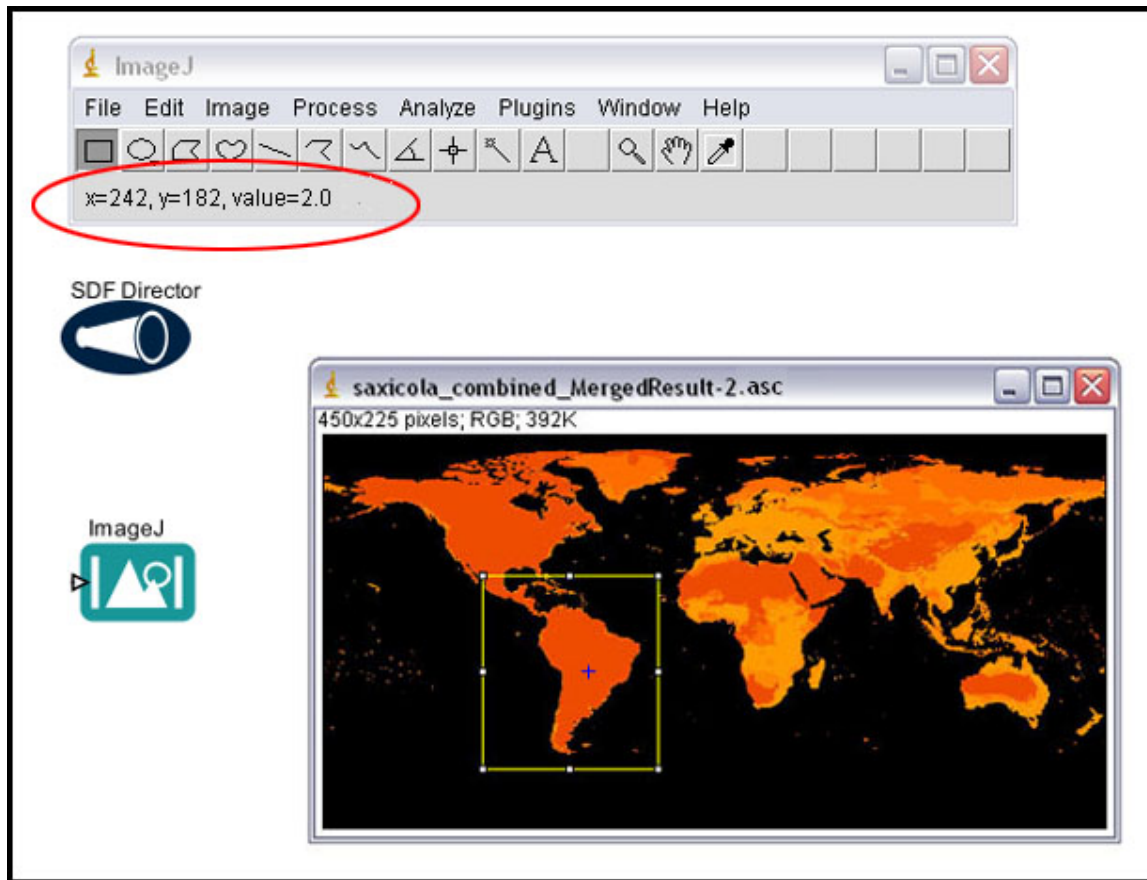 ImageJ
File Edit Image Process Analyze Plugins Window Help
A
x=242, y=182, value=2.0
SDF Director
saxicola_combined_MergedResult-2.asc
450x225 pixels; RGB; 392K
ImageJ